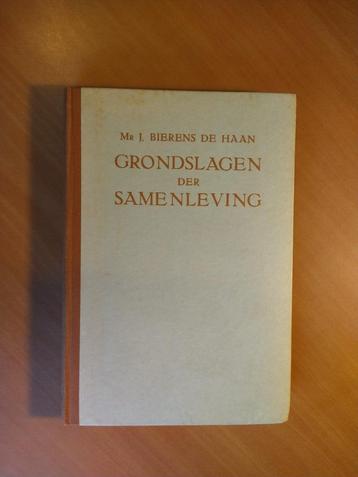 Mr J. BIERENS DE HAAN
GRONDSLAGEN
DER
SAMENLEVING